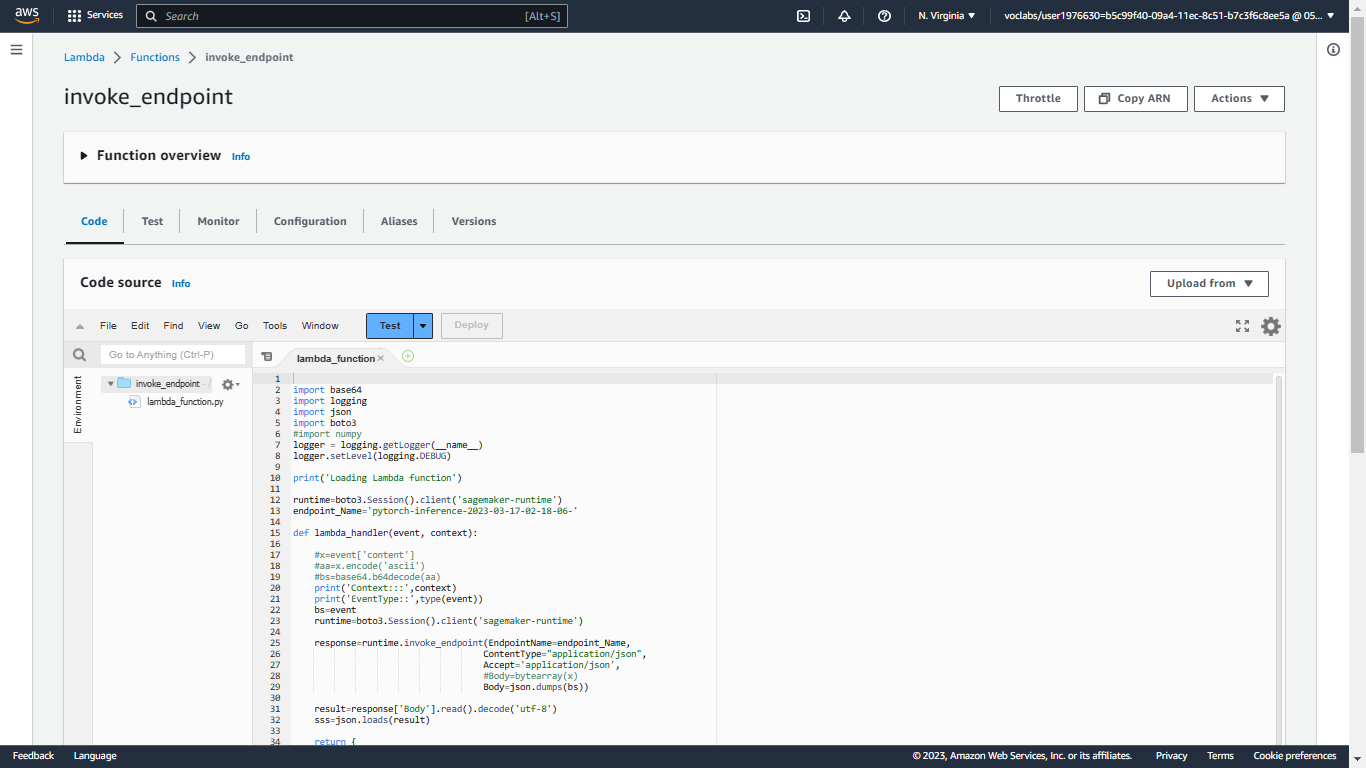 aws Services Search [Alt+S] N. Virginia voclabs/user1976630=b5c99f40-09a4-11ec-8c51-b7c3f6c8ee5a @ 05...
Lambda Functions invoke_endpoint
invoke_endpoint Throttle Copy ARN Actions
Function overview Info
Code Test Monitor Configuration Aliases Versions
Code source Info Upload from
File Edit Find View Go Tools Window Test Deploy
Go to Anything (Ctrl-P) lambda_function
Environment
invoke_endpoint - /
lambda_function.py
1
2 import base64
3 import logging
4 import json
5 import boto3
6 #import numpy
7 logger = logging.getLogger(__name__)
8 logger.setLevel(logging.DEBUG)
9
10 print('Loading Lambda function')
11
12 runtime=boto3.Session().client('sagemaker-runtime')
13 endpoint_Name='pytorch-inference-2023-03-17-02-18-06-'
14
15 def lambda_handler(event, context):
16
17 #x=event['content']
18 #aa=x.encode('ascii')
19 #bs=base64.b64decode(aa)
20 print('Context:::',context)
21 print('EventType::',type(event))
22 bs=event
23 runtime=boto3.Session().client('sagemaker-runtime')
24
25 response=runtime.invoke_endpoint(EndpointName=endpoint_Name,
26 ContentType="application/json",
27 Accept='application/json',
28 #Body=bytearray(x)
29 Body=json.dumps(bs))
30
31 result=response['Body'].read().decode('utf-8')
32 sss=json.loads(result)
33
34 return {
Feedback Language © 2023, Amazon Web Services, Inc. or its affiliates. Privacy Terms Cookie preferences